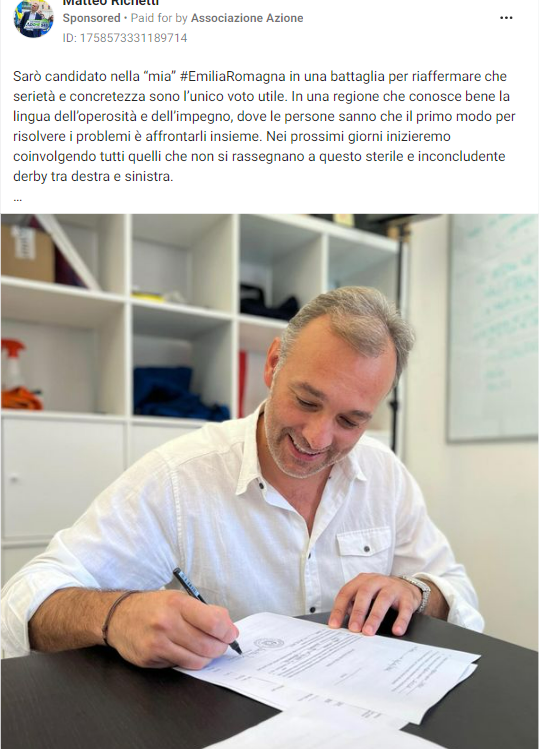 Matteo Richetti
Sponsored • Paid for by Associazione Azione
ID: 1758573331189714
Sarò candidato nella “mia” #EmiliaRomagna in una battaglia per riaffermare che
serietà e concretezza sono l’unico voto utile. In una regione che conosce bene la
lingua dell’operosità e dell’impegno, dove le persone sanno che il primo modo per
risolvere i problemi è affrontarli insieme. Nei prossimi giorni inizieremo
coinvolgendo tutti quelli che non si rassegnano a questo sterile e inconcludente
derby tra destra e sinistra.
...